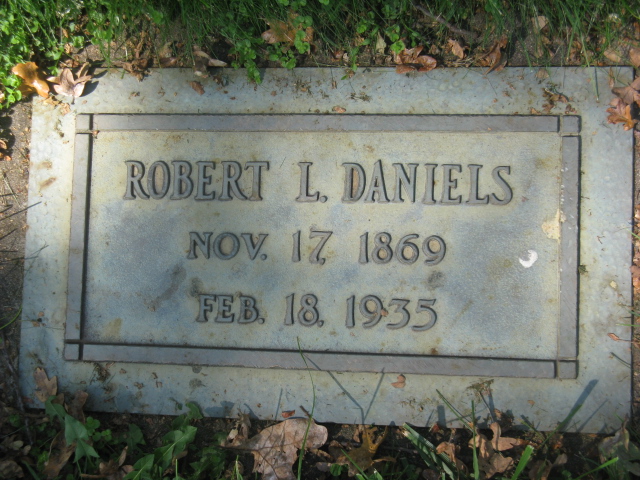 ROBERT L. DANIELS
NOV. 17, 1869
FEB. 18, 1935